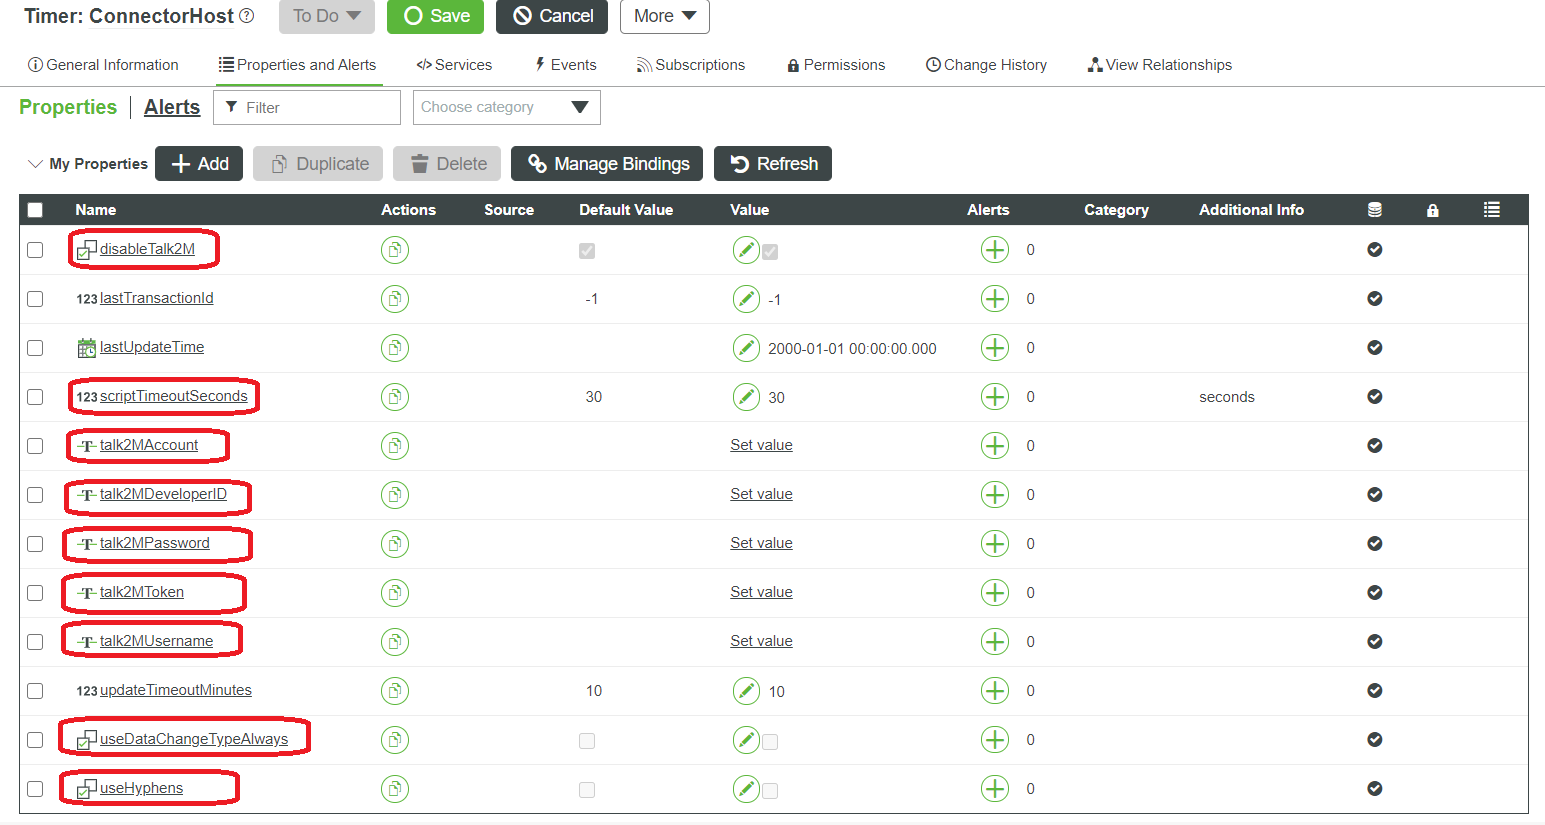 Timer: ConnectorHost To Do Save Cancel More
General Information Properties and Alerts </> Services Events Subscriptions Permissions Change History View Relationships
Properties | Alerts Filter Choose category
My Properties Add Duplicate Delete Manage Bindings Refresh
Name Actions Source Default Value Value Alerts Category Additional Info
disableTalk2M 0
123 lastTransactionId -1 -1 0
lastUpdateTime 2000-01-01 00:00:00.000 0
123 scriptTimeoutSeconds 30 30 0 seconds
T talk2MAccount Set value 0
T talk2MDeveloperID Set value 0
T talk2MPassword Set value 0
T talk2MToken Set value 0
T talk2MUsername Set value 0
123 updateTimeoutMinutes 10 10 0
useDataChangeTypeAlways 0
useHyphens 0